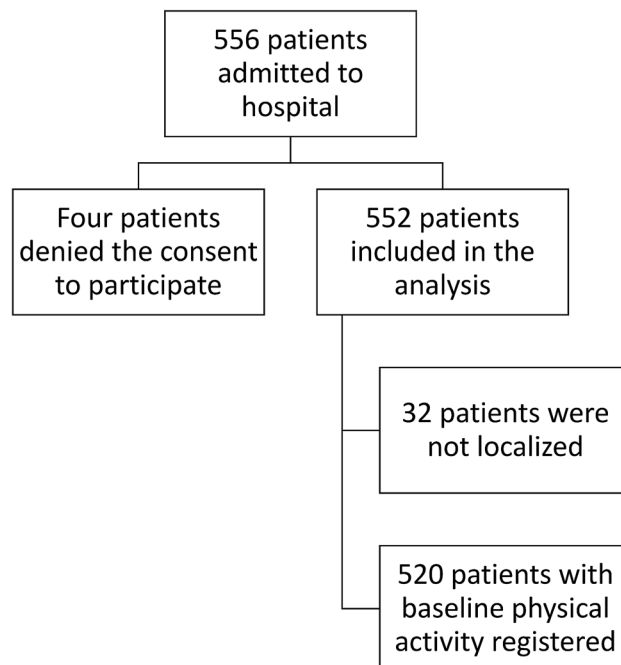 556 patients
admitted to
hospital
Four patients
denied the consent
to participate
552 patients
included in the
analysis
32 patients were
not localized
520 patients with
baseline physical
activity registered